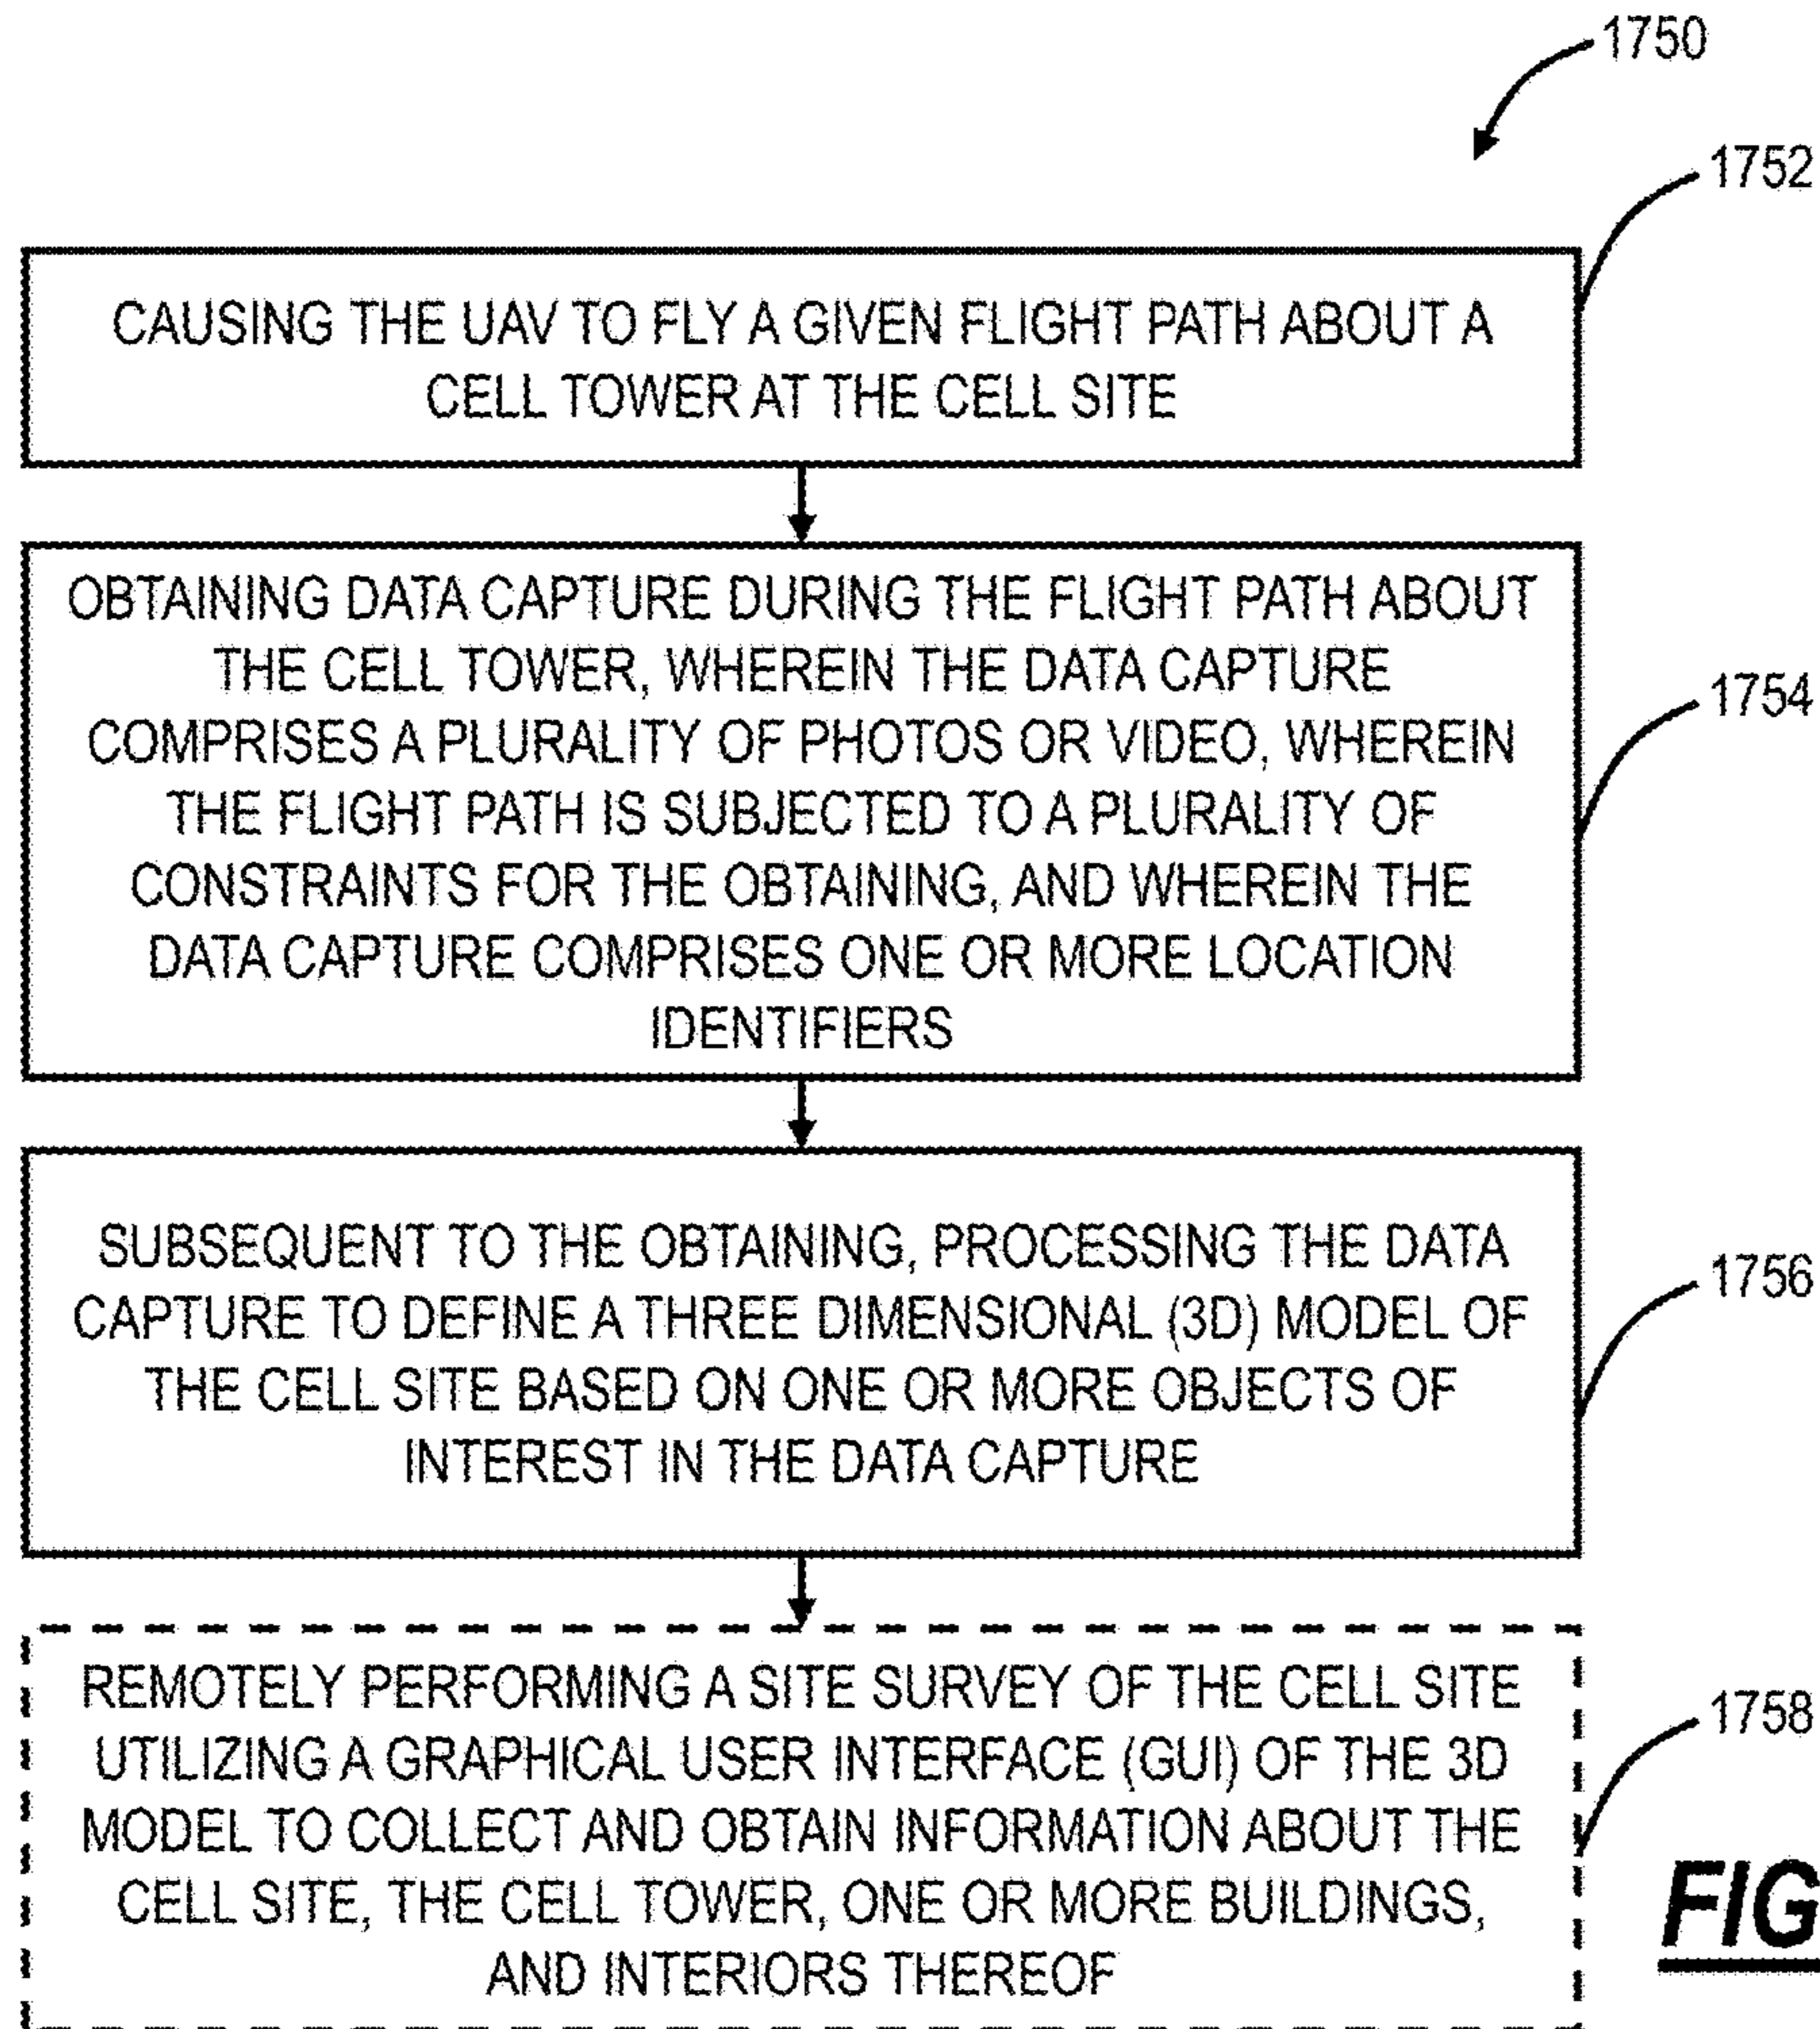 1750
1752
CAUSING THE UAV TO FLY A GIVEN FLIGHT PATH ABOUT A
CELL TOWER AT THE CELL SITE
OBTAINING DATA CAPTURE DURING THE FLIGHT PATH ABOUT
THE CELL TOWER, WHEREIN THE DATA CAPTURE
COMPRISES A PLURALITY OF PHOTOS OR VIDEO, WHEREIN
THE FLIGHT PATH IS SUBJECTED TO A PLURALITY OF
CONSTRAINTS FOR THE OBTAINING, AND WHEREIN THE
DATA CAPTURE COMPRISES ONE OR MORE LOCATION
IDENTIFIERS
1754
SUBSEQUENT TO THE OBTAINING, PROCESSING THE DATA
CAPTURE TO DEFINE A THREE DIMENSIONAL (3D) MODEL OF
THE CELL SITE BASED ON ONE OR MORE OBJECTS OF
INTEREST IN THE DATA CAPTURE
1756
REMOTELY PERFORMING A SITE SURVEY OF THE CELL SITE
UTILIZING A GRAPHICAL USER INTERFACE (GUI) OF THE 3D
MODEL TO COLLECT AND OBTAIN INFORMATION ABOUT THE
CELL SITE, THE CELL TOWER, ONE OR MORE BUILDINGS,
AND INTERIORS THEREOF
1758
FIG